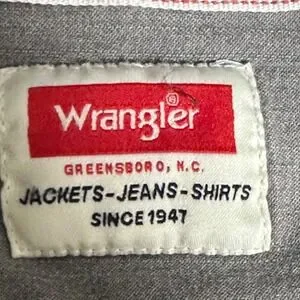 Wrangler®
GREENSBORO, N.C.
JACKETS-JEANS-SHIRTS
SINCE 1947